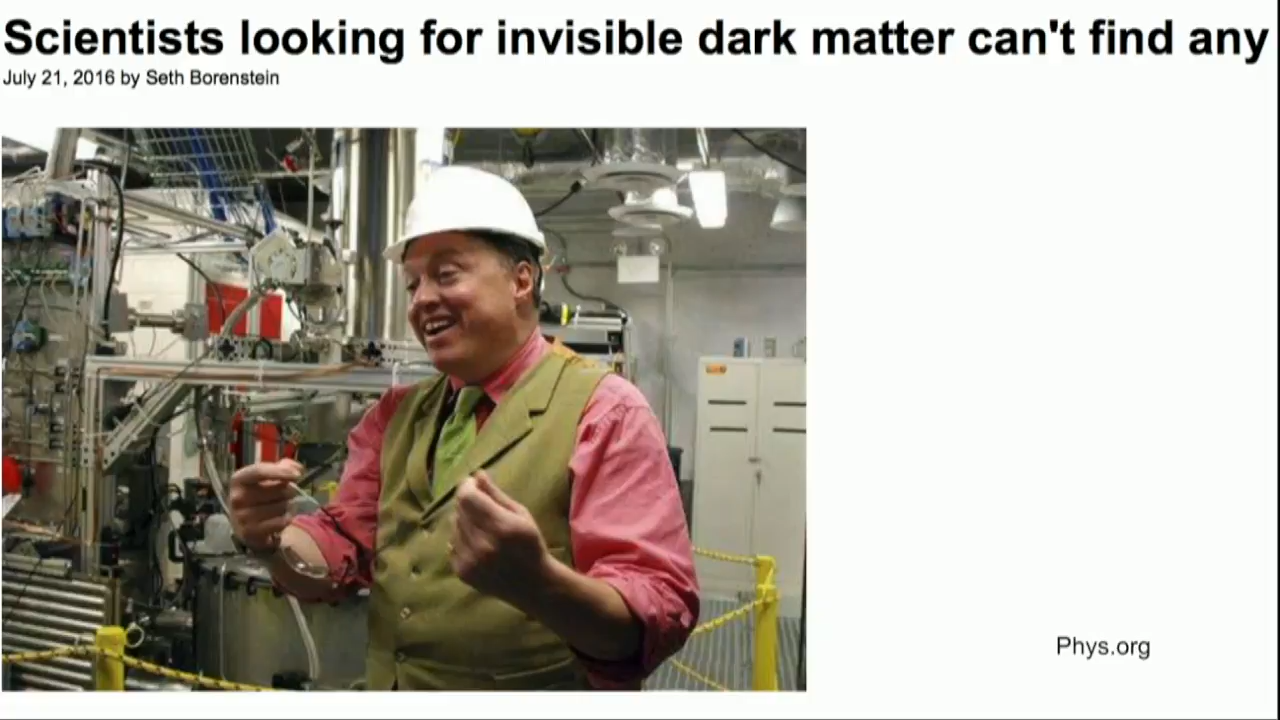 Scientists looking for invisible dark matter can't find any
July 21, 2016 by Seth Borenstein
Phys.org